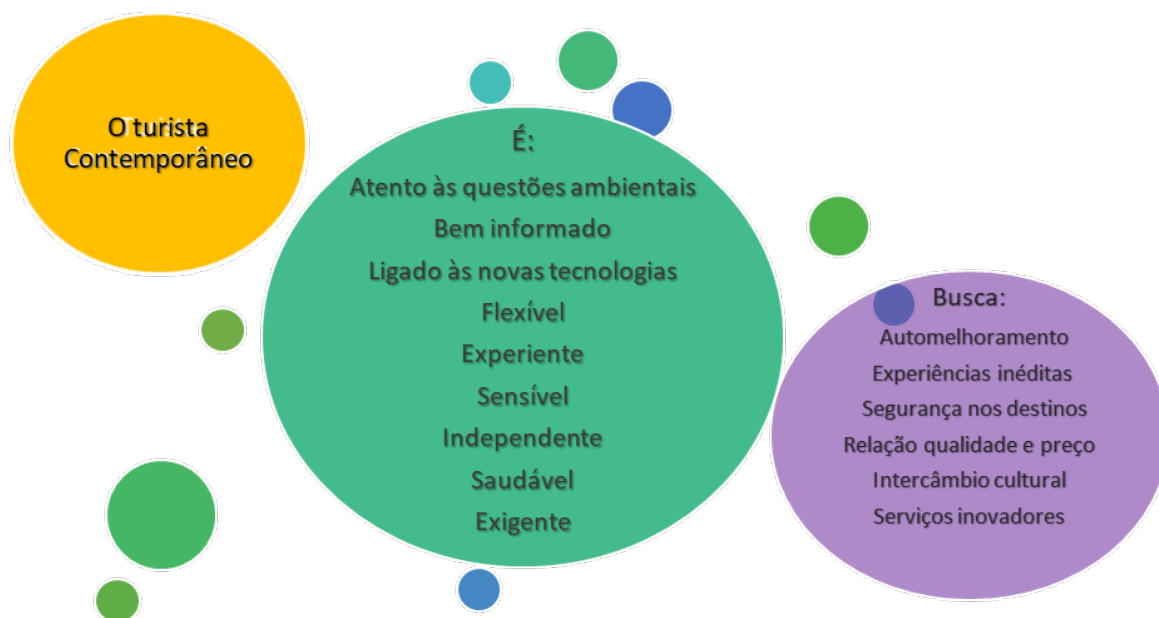 O turista
Contemporâneo
É:
Atento às questões ambientais
Bem informado
Ligado às novas tecnologias
Flexível
Experiente
Sensível
Independente
Saudável
Exigente
Busca:
Automelhoramento
Experiências inéditas
Segurança nos destinos
Relação qualidade e preço
Intercâmbio cultural
Serviços inovadores